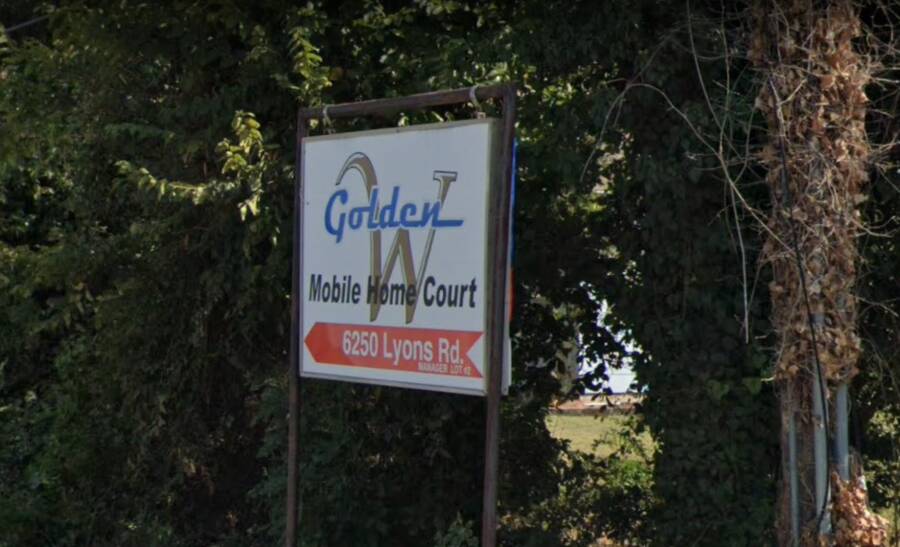 Golden W
Mobile Home Court
6250 Lyons Rd.
MANAGER LOT #2